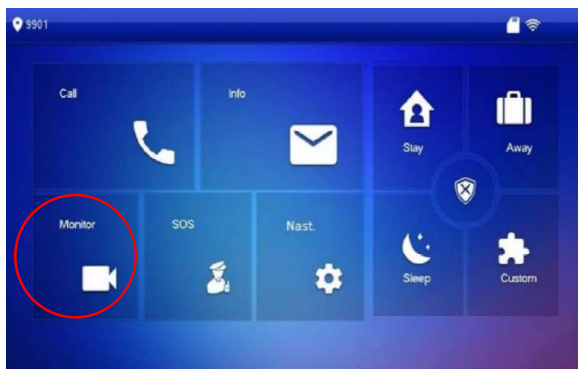 9901
Call
Info
Stay
Away
Monitor
SOS
Nast.
Sleep
Custom